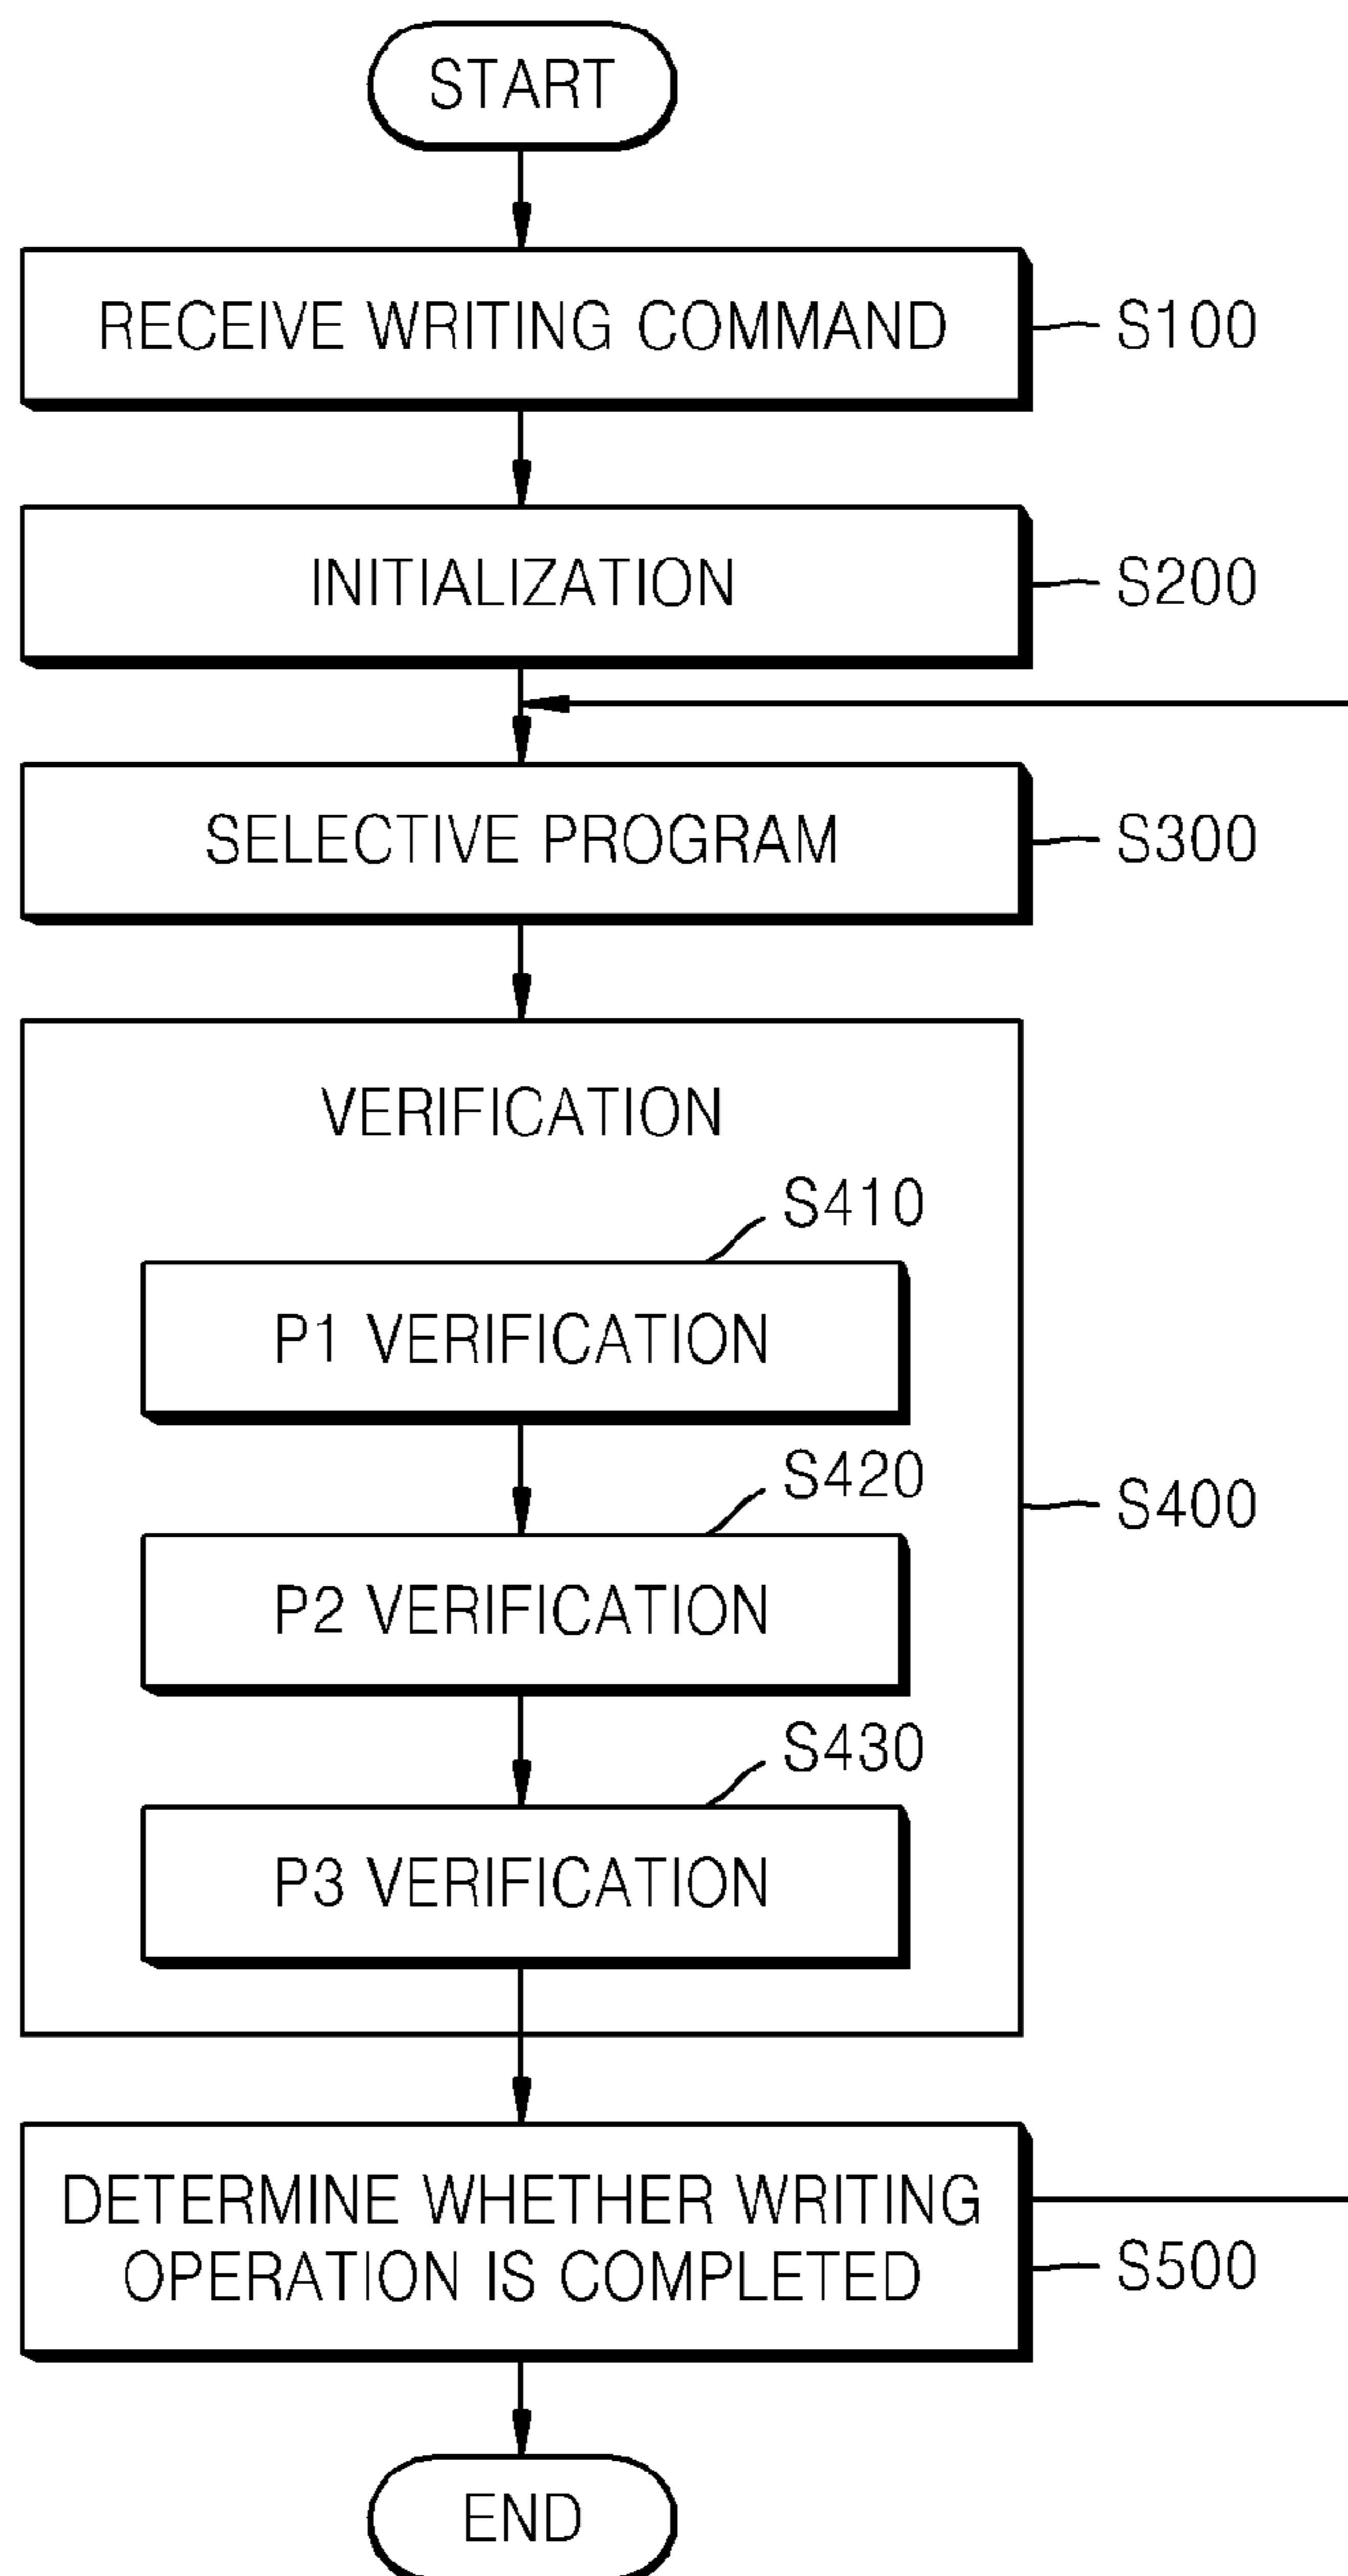 START
RECEIVE WRITING COMMAND
S100
INITIALIZATION
S200
SELECTIVE PROGRAM
S300
VERIFICATION
S410
P1 VERIFICATION
S420
P2 VERIFICATION
S400
S430
P3 VERIFICATION
DETERMINE WHETHER WRITING
OPERATION IS COMPLETED
S500
END